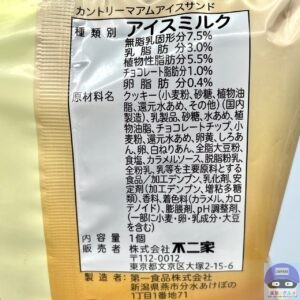 カントリーマアムアイスサンド
種類別 アイスミルク
無脂乳固形分7.5%
乳脂肪分3.0%
植物性脂肪分5.5%
チョコレート脂肪分1.0%
卵脂肪分0.4%
原材料名 クッキー(小麦粉、砂糖、植物油
脂、還元水あめ、その他)(国内
製造)、乳製品、砂糖、水あめ、植
物油脂、チョコレートチップ、小
麦粉、還元水あめ、卵黄、しろあ
ん、卵、白ねりあん、全脂大豆粉、
食塩、カラメルソース、脱脂粉乳、
全粉乳、乳等を主要原料とする
食品/加工デンプン、乳化剤、安
定剤(加工デンプン、増粘多糖
類)、香料、着色料(カラメル、カロ
テノイド)、膨脹剤、pH調整剤、
(一部に小麦・卵・乳成分・大豆を
含む)
内容量 1個
販売者 株式会社 不二家
〒112-0012
東京都文京区大塚2-15-6
製造者 第一食品株式会社
新潟県燕市分水あけぼの
1丁目1番地71